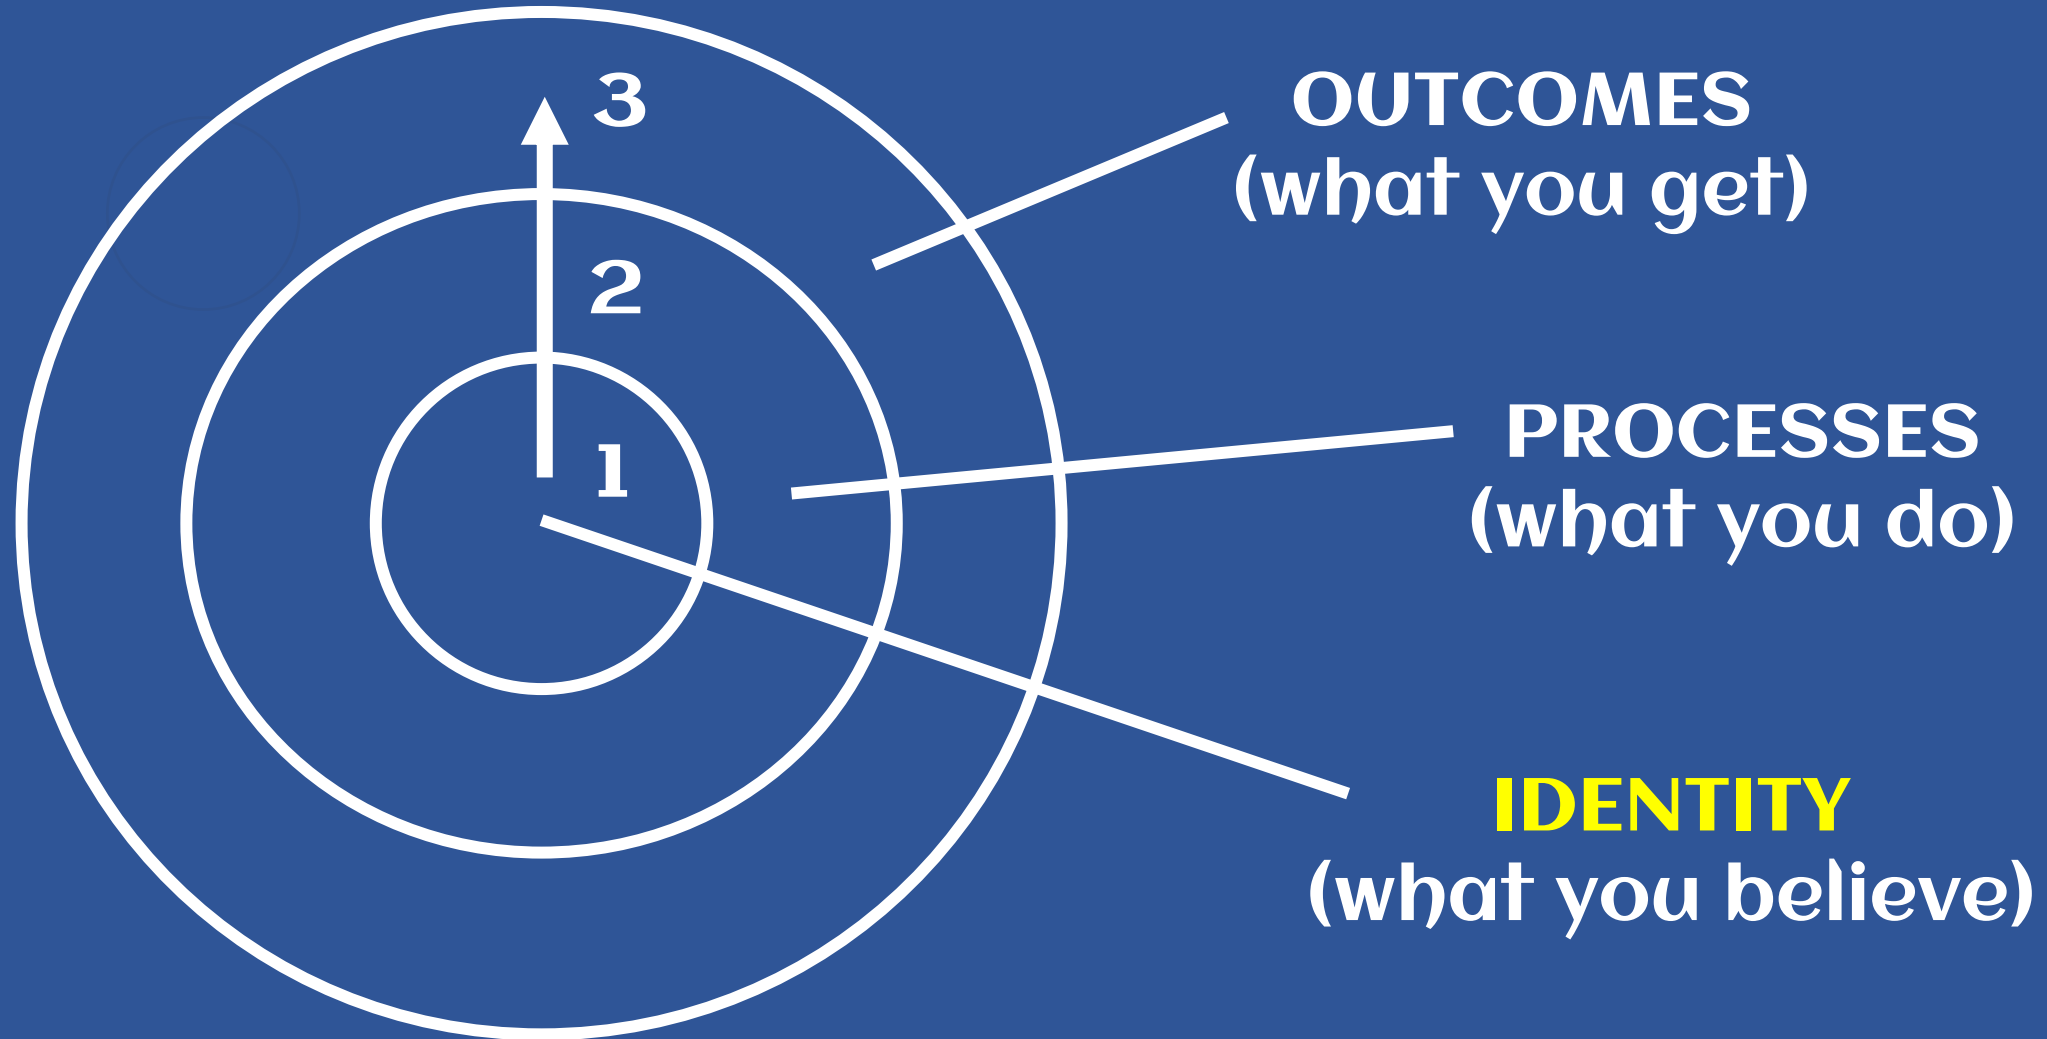 3
2
1
OUTCOMES
(what you get)
PROCESSES
(what you do)
IDENTITY
(what you believe)